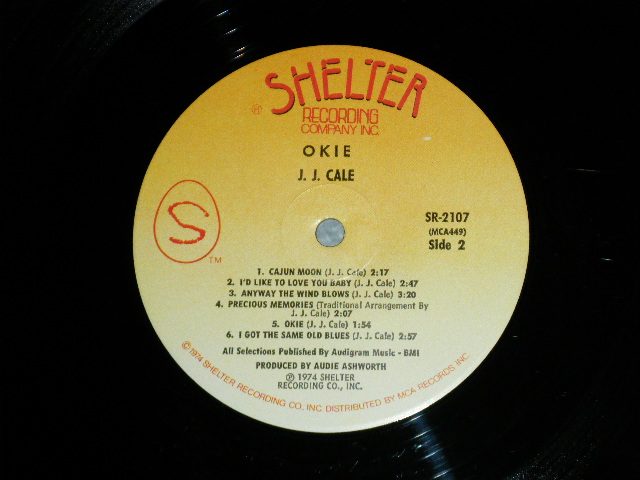 SHELTER
℗ RECORDING
COMPANY INC.
OKIE
J. J. CALE
S
TM
SR-2107
(MCA449)
Side 2
1. CAJUN MOON (J. J. Cale) 2:17
2. I'D LIKE TO LOVE YOU BABY (J. J. Cale) 2:47
3. ANYWAY THE WIND BLOWS (J. J. Cale) 3:20
4. PRECIOUS MEMORIES (Traditional Arrangement By
J. J. Cale) 2:07
5. OKIE (J. J. Cale) 1:54
6. I GOT THE SAME OLD BLUES (J. J. Cale) 2:57
All Selections Published By Audigram Music - BMI
PRODUCED BY AUDIE ASHWORTH
℗ 1974 SHELTER
RECORDING CO., INC.
© 1974 SHELTER RECORDING CO., INC. DISTRIBUTED BY MCA RECORDS INC.